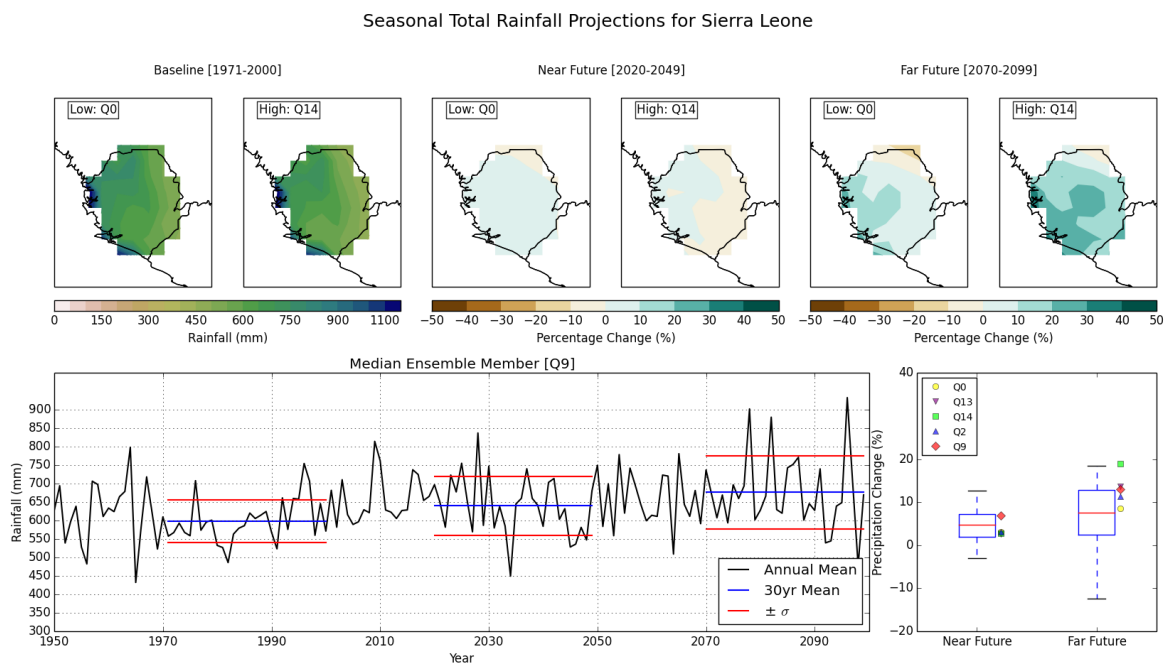 Seasonal Total Rainfall Projections for Sierra Leone
Baseline [1971-2000]
Near Future [2020-2049]
Far Future [2070-2099]
Low: Q0
High: Q14
Low: Q0
High: Q14
Low: Q0
High: Q14
0 150 300 450 600 750 900 1100
Rainfall (mm)
−50 −40 −30 −20 −10 0 10 20 30 40 50
Percentage Change (%)
−50 −40 −30 −20 −10 0 10 20 30 40 50
Percentage Change (%)
Median Ensemble Member [Q9]
Rainfall (mm)
900
850
800
750
700
650
600
550
500
450
400
350
300
1950 1970 1990 2010 2030 2050 2070 2090
Year
Annual Mean
30yr Mean
± σ
Precipitation Change (%)
40
30
20
10
0
−10
−20
Q0
Q13
Q14
Q2
Q9
Near Future
Far Future